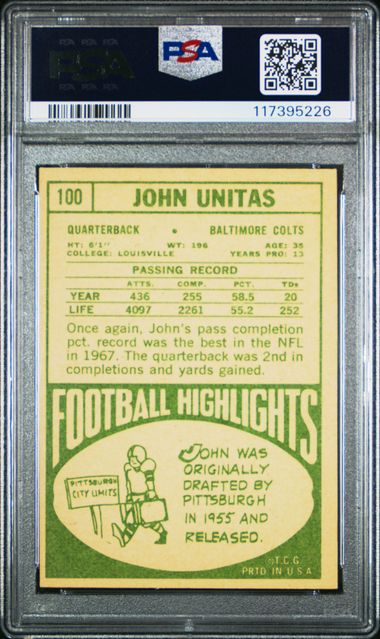 PSA
PSA
117395226
100 JOHN UNITAS
QUARTERBACK • BALTIMORE COLTS
HT: 6'1" WT: 196 AGE: 35
COLLEGE: LOUISVILLE YEARS PRO: 13
PASSING RECORD
ATTS. COMP. PCT. TDs
YEAR 436 255 58.5 20
LIFE 4097 2261 55.2 252
Once again, John's pass completion
pct. record was the best in the NFL
in 1967. The quarterback was 2nd in
completions and yards gained.
FOOTBALL HIGHLIGHTS
PITTSBURGH
CITY LIMITS
JOHN WAS
ORIGINALLY
DRAFTED BY
PITTSBURGH
IN 1955 AND
RELEASED.
©T.C.G.
PRTD IN U.S.A